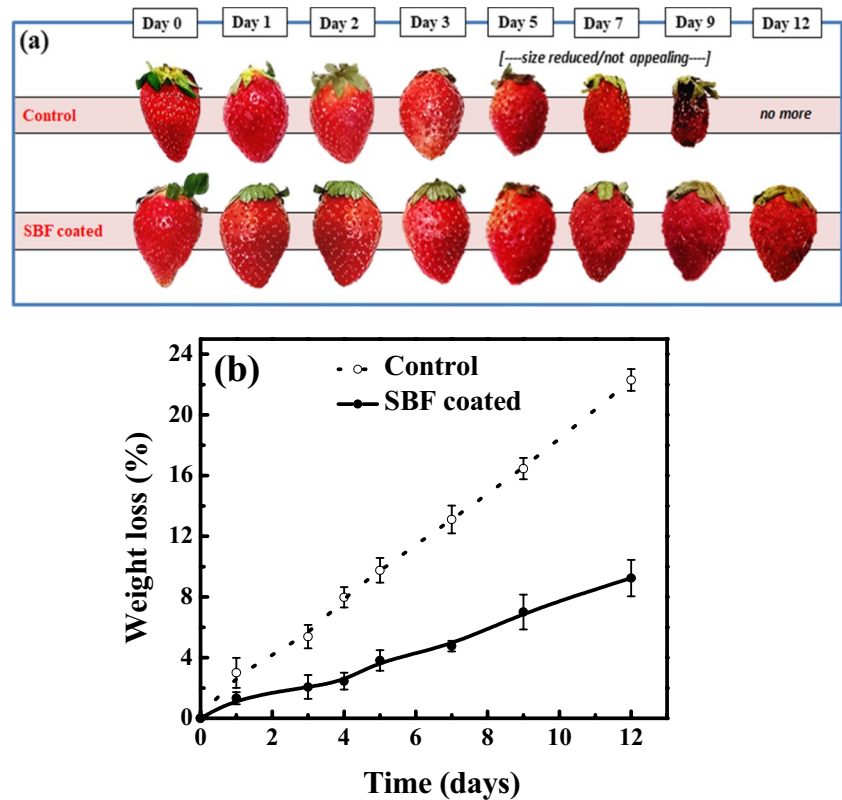 Day 0 Day 1 Day 2 Day 3 Day 5 Day 7 Day 9 Day 12
(a)
[----size reduced/not appealing----]
Control
no more
SBF coated
(b)
Control
SBF coated
24
20
16
12
8
4
0
Weight loss (%)
0 2 4 6 8 10 12
Time (days)